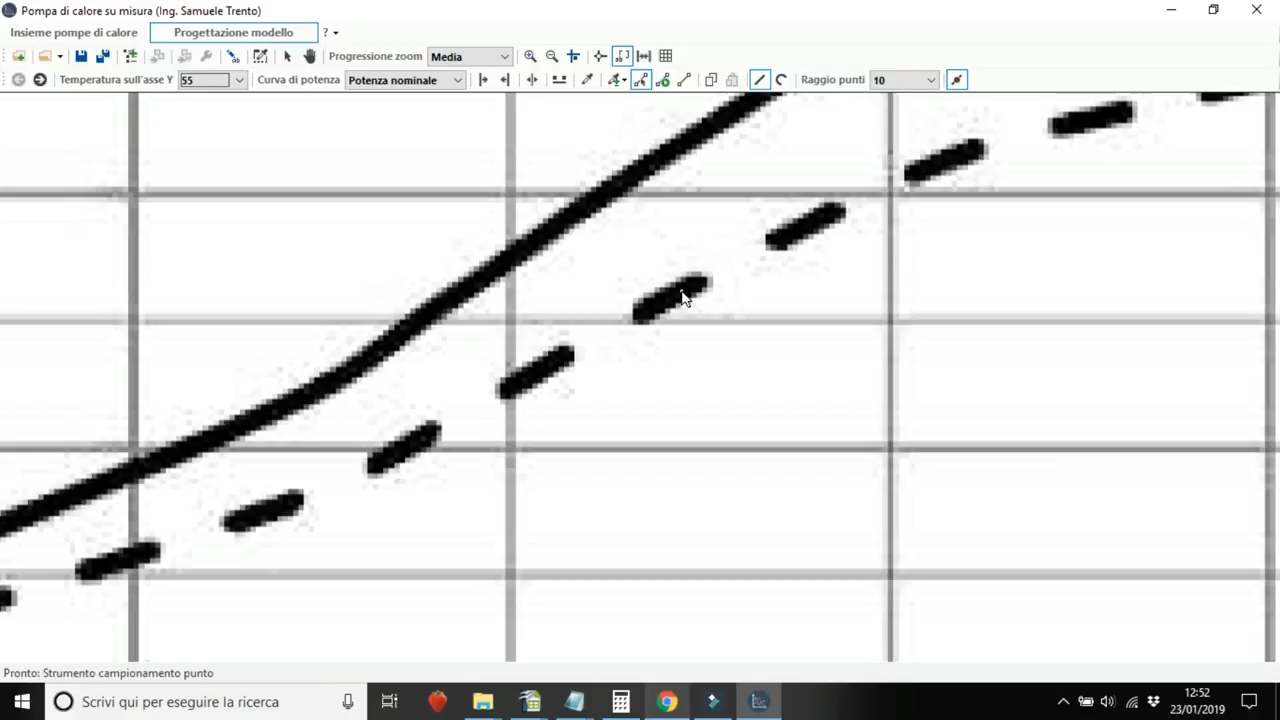 Pompa di calore su misura (Ing. Samuele Trento)
Insieme pompe di calore Progettazione modello ?
Progressione zoom Media
Temperatura sull'asse Y 55 Curva di potenza Potenza nominale Raggio punti 10
Pronto: Strumento campionamento punto
Scrivi qui per eseguire la ricerca
12:52
23/01/2019